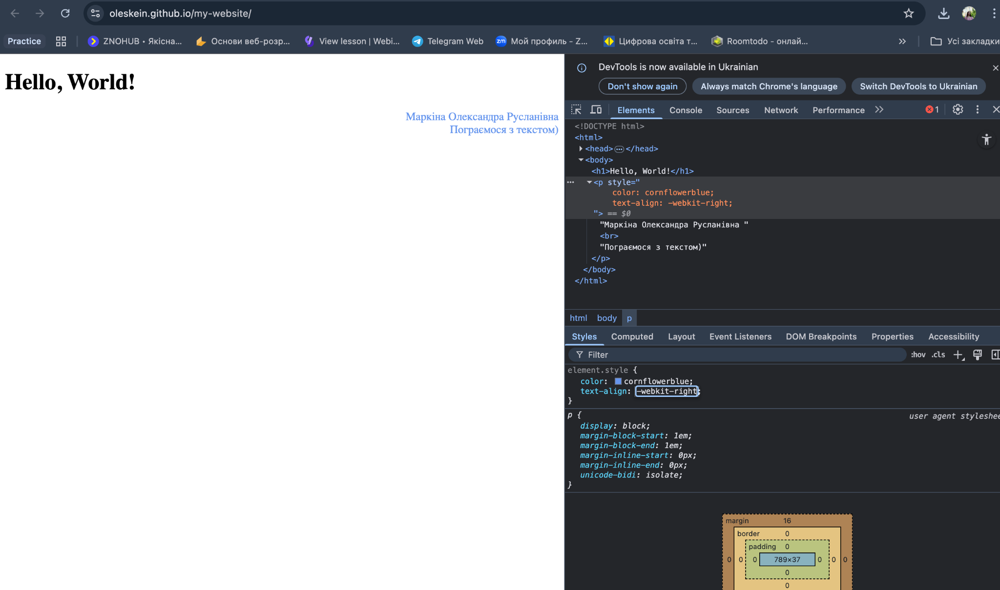 oleskein.github.io/my-website/
Practice
ZNOHUB • Якісна...
Основи веб-розр...
View lesson | Webi...
Telegram Web
zm
Мой профиль - Z...
Цифрова освіта т...
Roomtodo - онлай...
»
Усі закладки
Hello, World!
Маркіна Олександра Русланівна
Пограємося з текстом)
DevTools is now available in Ukrainian
Don't show again
Always match Chrome's language
Switch DevTools to Ukrainian
Elements
Console
Sources
Network
Performance
1
<!DOCTYPE html>
<html>
<head>…</head>
<body>
<h1>Hello, World!</h1>
<p style="
color: cornflowerblue;
text-align: -webkit-right;
"> == $0
"Маркіна Олександра Русланівна "
<br>
"Пограємося з текстом)"
</p>
</body>
</html>
html body p
Styles
Computed
Layout
Event Listeners
DOM Breakpoints
Properties
Accessibility
Filter
:hov .cls
element.style {
color: cornflowerblue;
text-align: -webkit-right;
}
p {
user agent styleshee
display: block;
margin-block-start: 1em;
margin-block-end: 1em;
margin-inline-start: 0px;
margin-inline-end: 0px;
unicode-bidi: isolate;
}
margin 16
border 0
padding 0
0 0 0 789×37 0 0 0
0
0